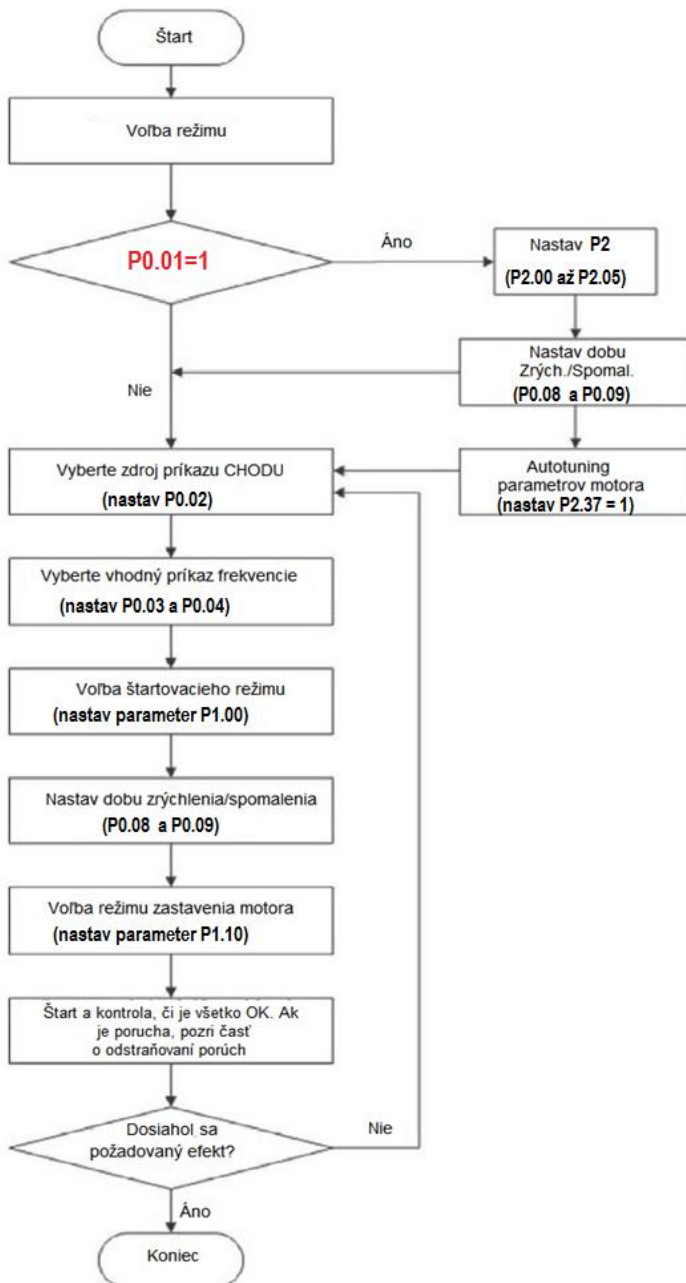 Štart
Voľba režimu
P0.01=1
Áno
Nastav P2
(P2.00 až P2.05)
Nastav dobu
Zrých./Spomal.
(P0.08 a P0.09)
Nie
Autotuning
parametrov motora
(nastav P2.37 = 1)
Vyberte zdroj príkazu CHODU
(nastav P0.02)
Vyberte vhodný príkaz frekvencie
(nastav P0.03 a P0.04)
Voľba štartovacieho režimu
(nastav parameter P1.00)
Nastav dobu zrýchlenia/spomalenia
(P0.08 a P0.09)
Voľba režimu zastavenia motora
(nastav parameter P1.10)
Štart a kontrola, či je všetko OK. Ak
je porucha, pozri časť
o odstraňovaní porúch
Dosiahol sa
požadovaný efekt?
Nie
Áno
Koniec